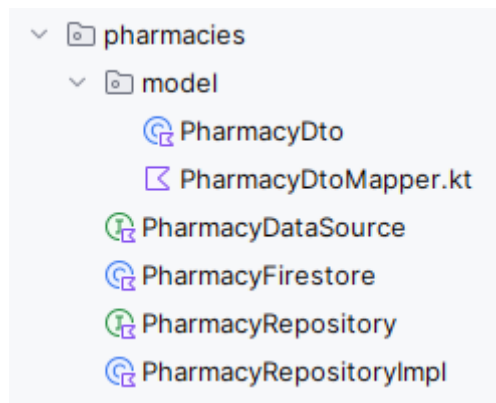 pharmacies
model
PharmacyDto
PharmacyDtoMapper.kt
PharmacyDataSource
PharmacyFirestore
PharmacyRepository
PharmacyRepositoryImpl